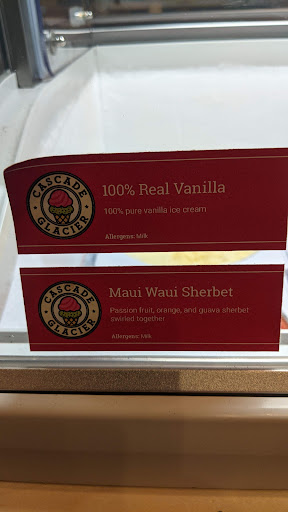 CASCADE
GLACIER
100% Real Vanilla
100% pure vanilla ice cream
Allergens: Milk
CASCADE
GLACIER
Maui Waui Sherbet
Passion fruit, orange, and guava sherbet
swirled together
Allergens: Milk